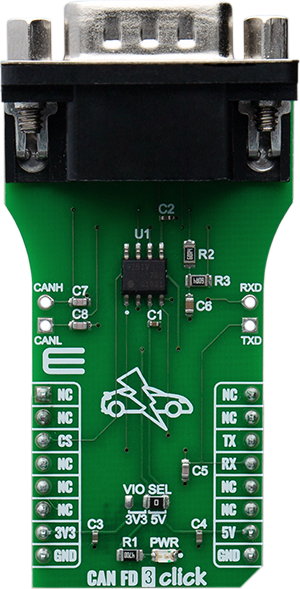 C2
U1
R2
R3
CANH
C7
C6
RXD
C8
C1
CANL
TXD
NC
NC
NC
NC
CS
TX
NC
RX
C5
NC
VIO SEL
NC
NC
NC
3V3
C3
3V3 5V
C4
5V
GND
R1
PWR
GND
CAN FD 3 click